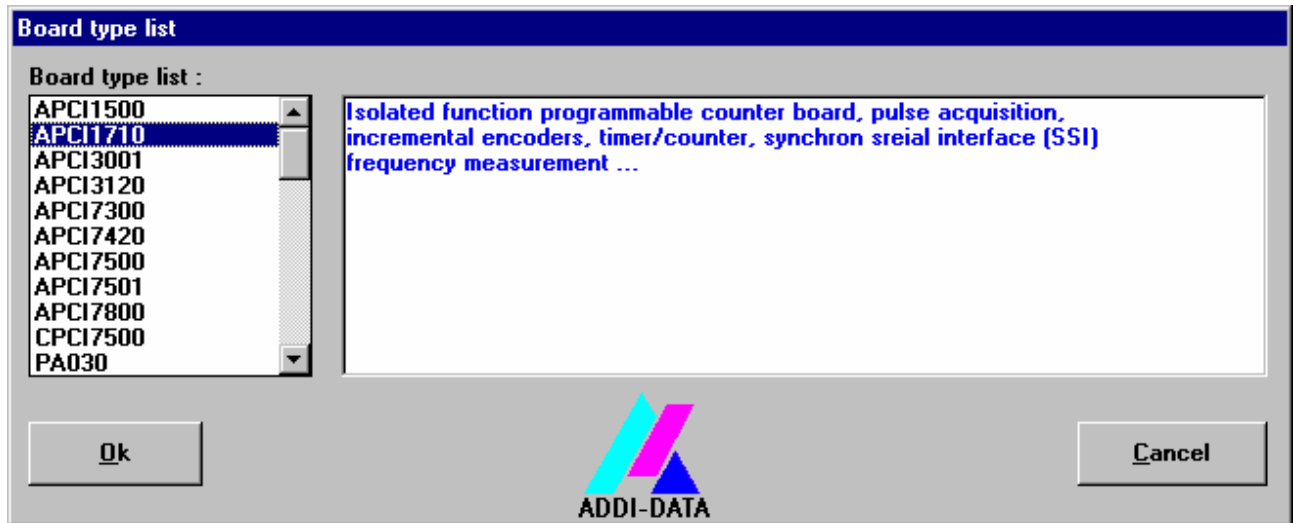 Board type list
Board type list :
APCI1500
APCI1710
APCI3001
APCI3120
APCI7300
APCI7420
APCI7500
APCI7501
APCI7800
CPCI7500
PA030
Isolated function programmable counter board, pulse acquisition,
incremental encoders, timer/counter, synchron sreial interface (SSI)
frequency measurement ...
Ok
ADDI-DATA
Cancel